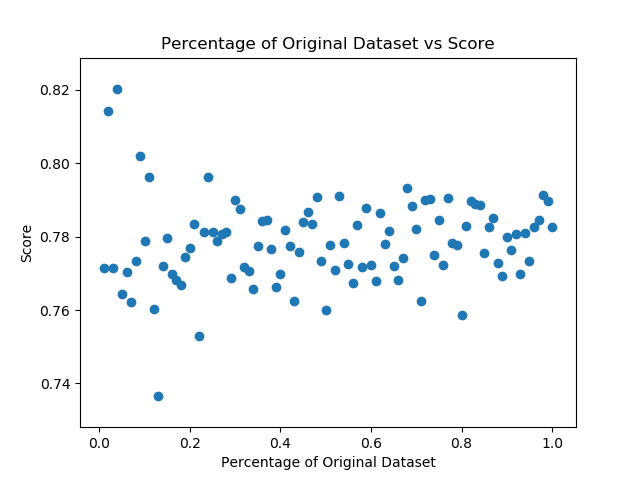 Percentage of Original Dataset vs Score
0.82
0.80
0.78
0.76
0.74
Score
0.0 0.2 0.4 0.6 0.8 1.0
Percentage of Original Dataset